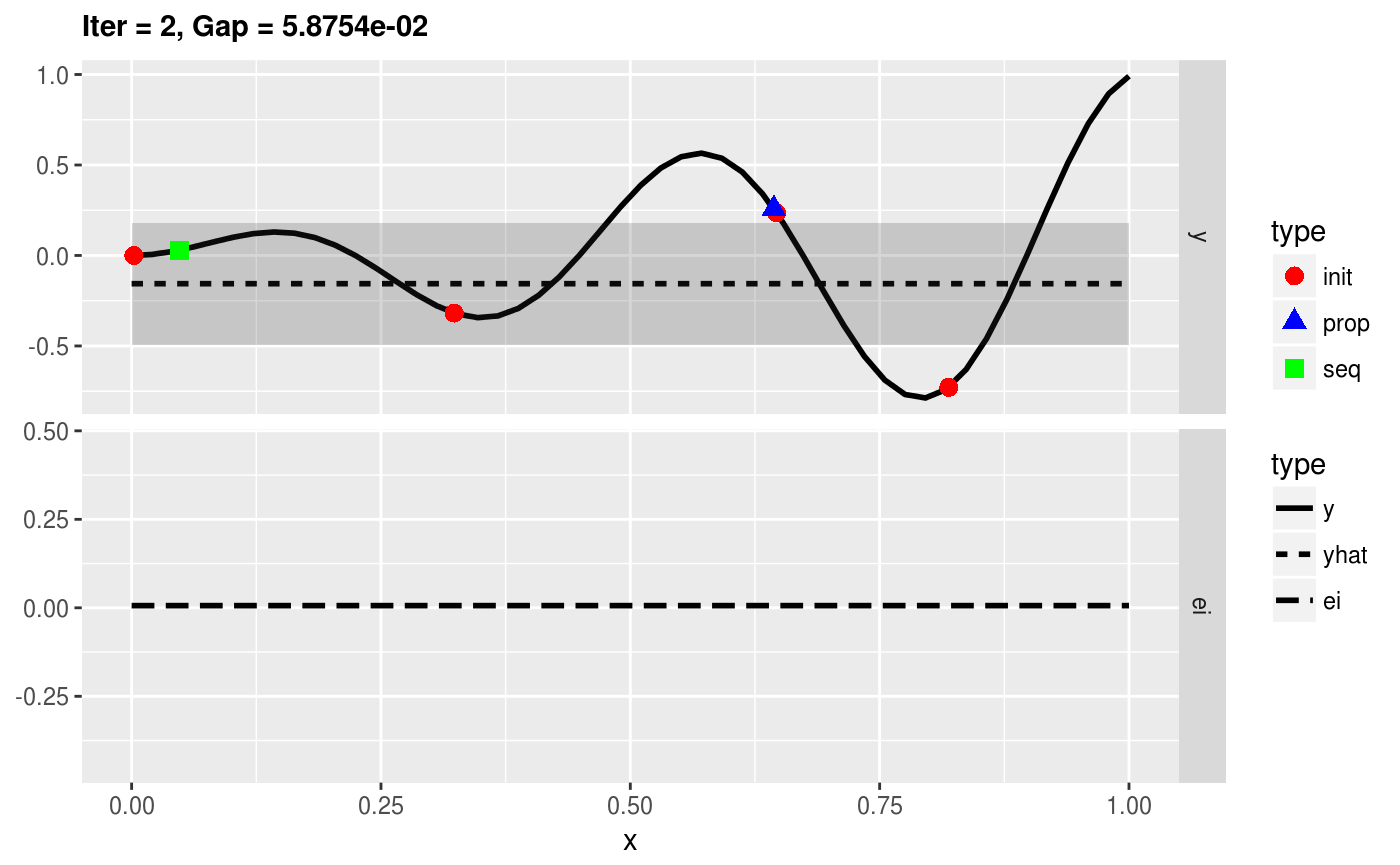 Iter = 2, Gap = 5.8754e-02
1.0
0.5
0.0
-0.5
y
0.50
0.25
0.00
-0.25
ei
0.00 0.25 0.50 0.75 1.00
x
type
init
prop
seq
type
y
yhat
ei